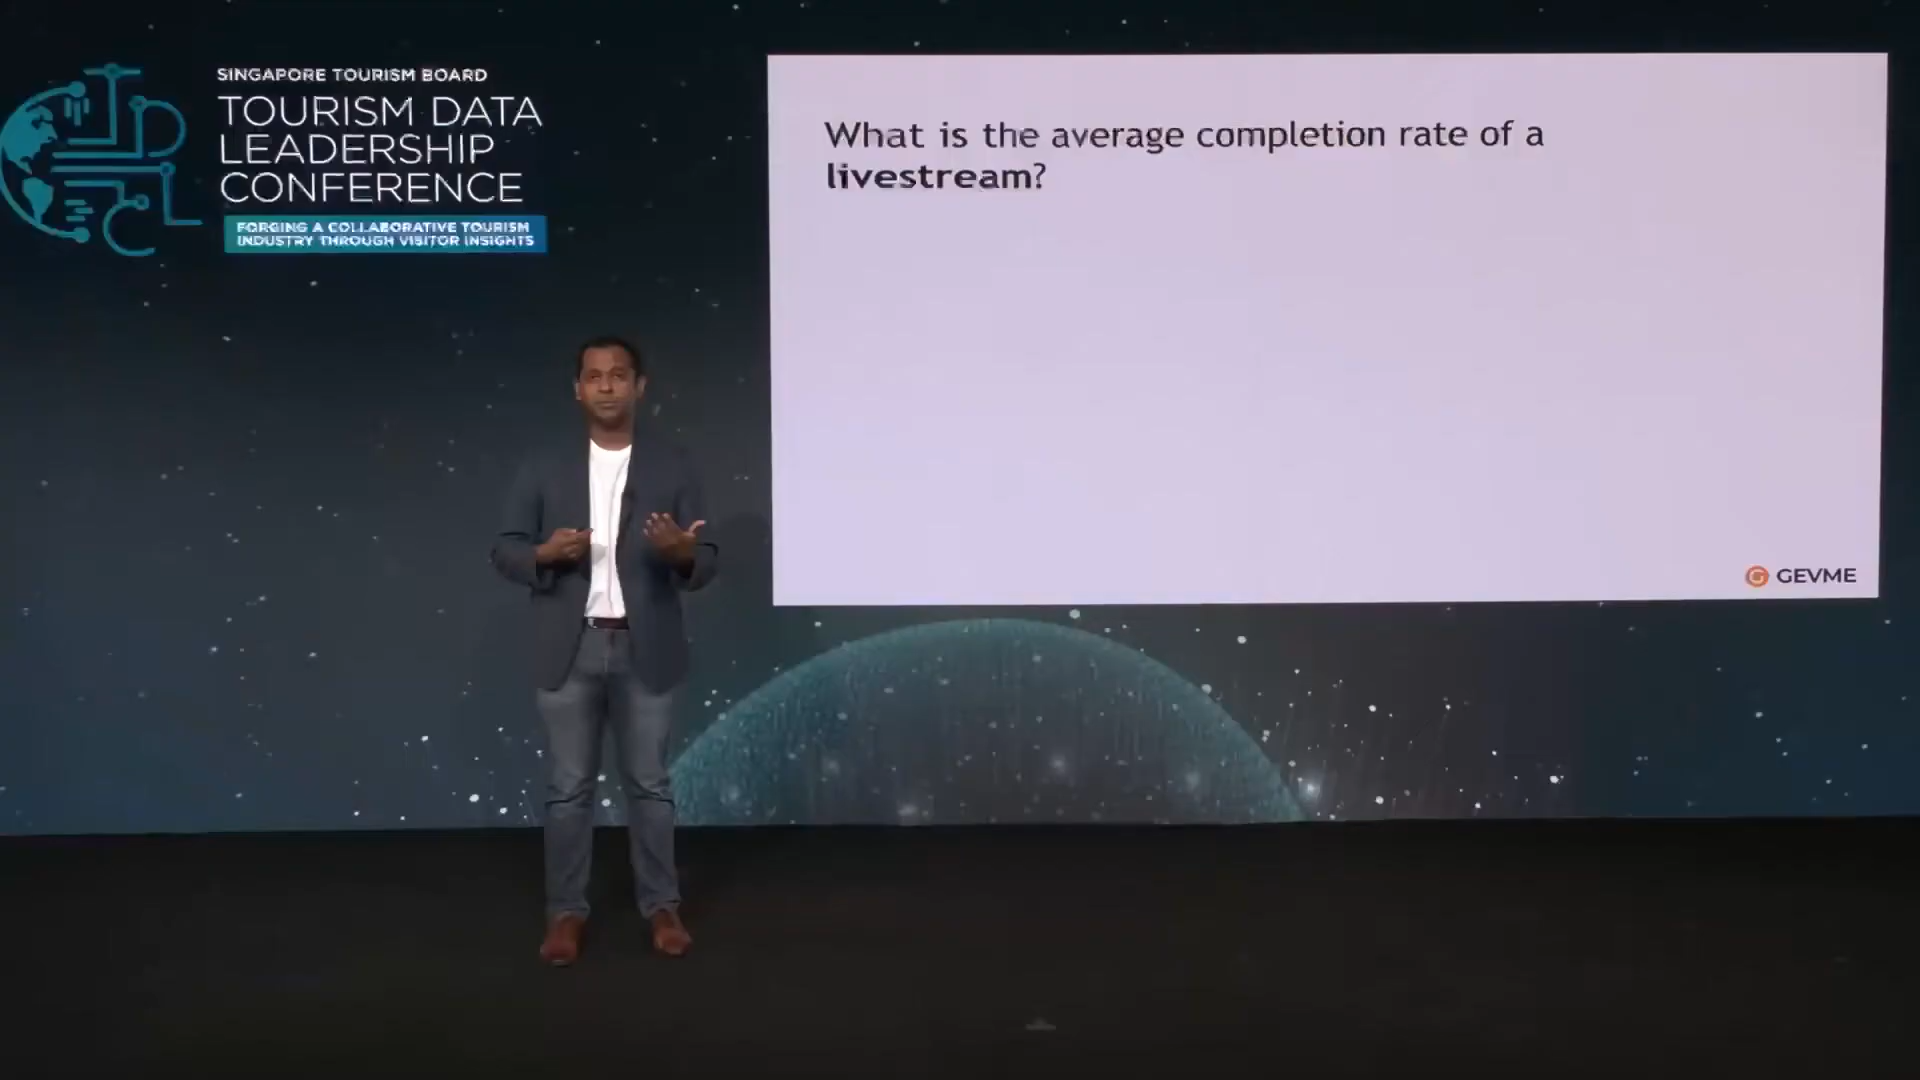 SINGAPORE TOURISM BOARD
TOURISM DATA
LEADERSHIP
CONFERENCE
FORGING A COLLABORATIVE TOURISM
INDUSTRY THROUGH VISITOR INSIGHTS
What is the average completion rate of a
livestream?
GEVME